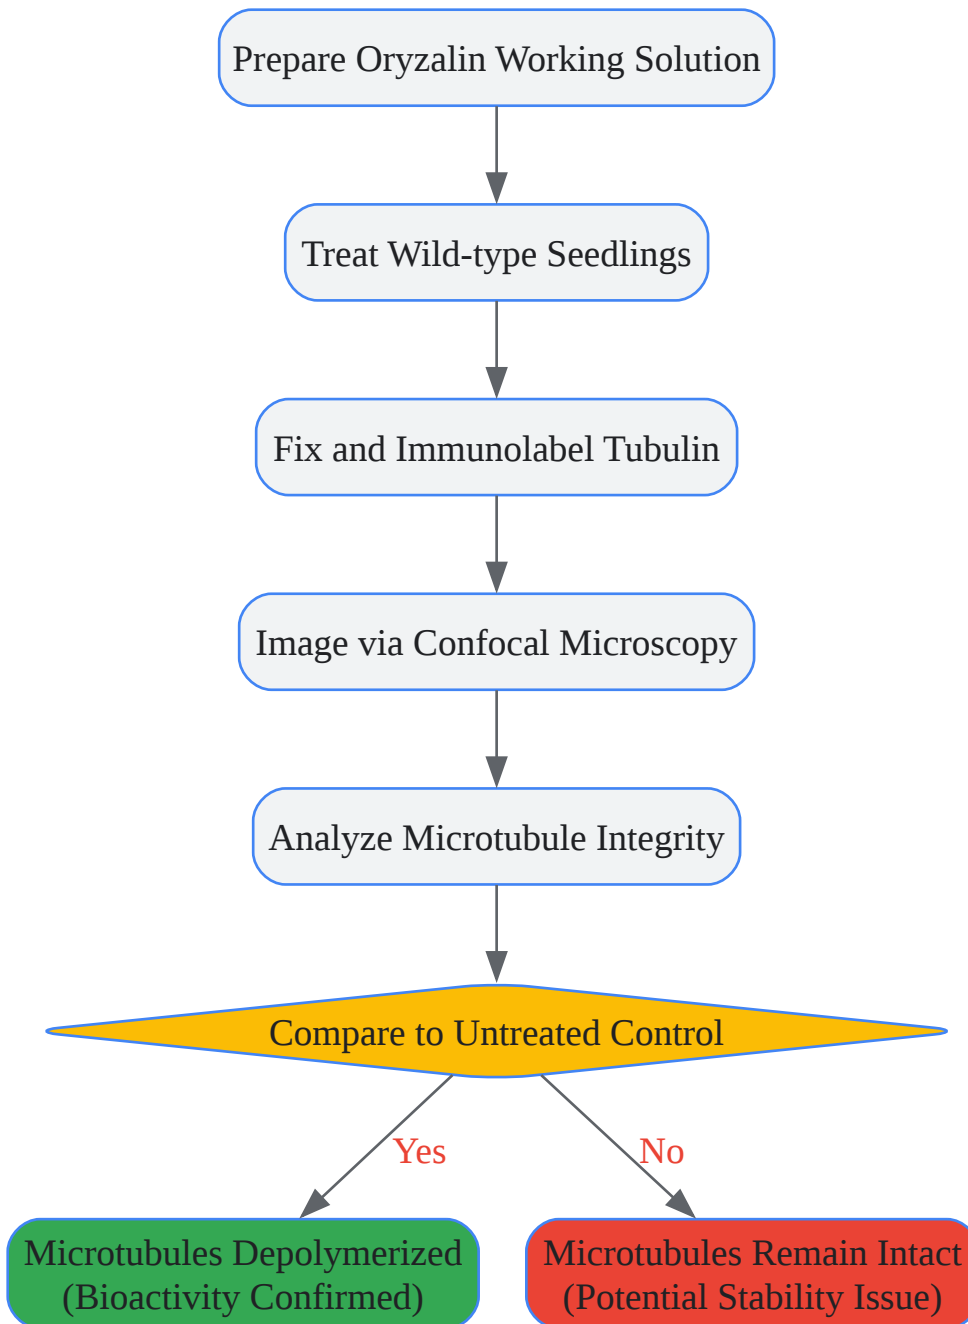 Prepare Oryzalin Working Solution
Treat Wild-type Seedlings
Fix and Immunolabel Tubulin
Image via Confocal Microscopy
Analyze Microtubule Integrity
Compare to Untreated Control
Yes
No
Microtubules Depolymerized
(Bioactivity Confirmed)
Microtubules Remain Intact
(Potential Stability Issue)